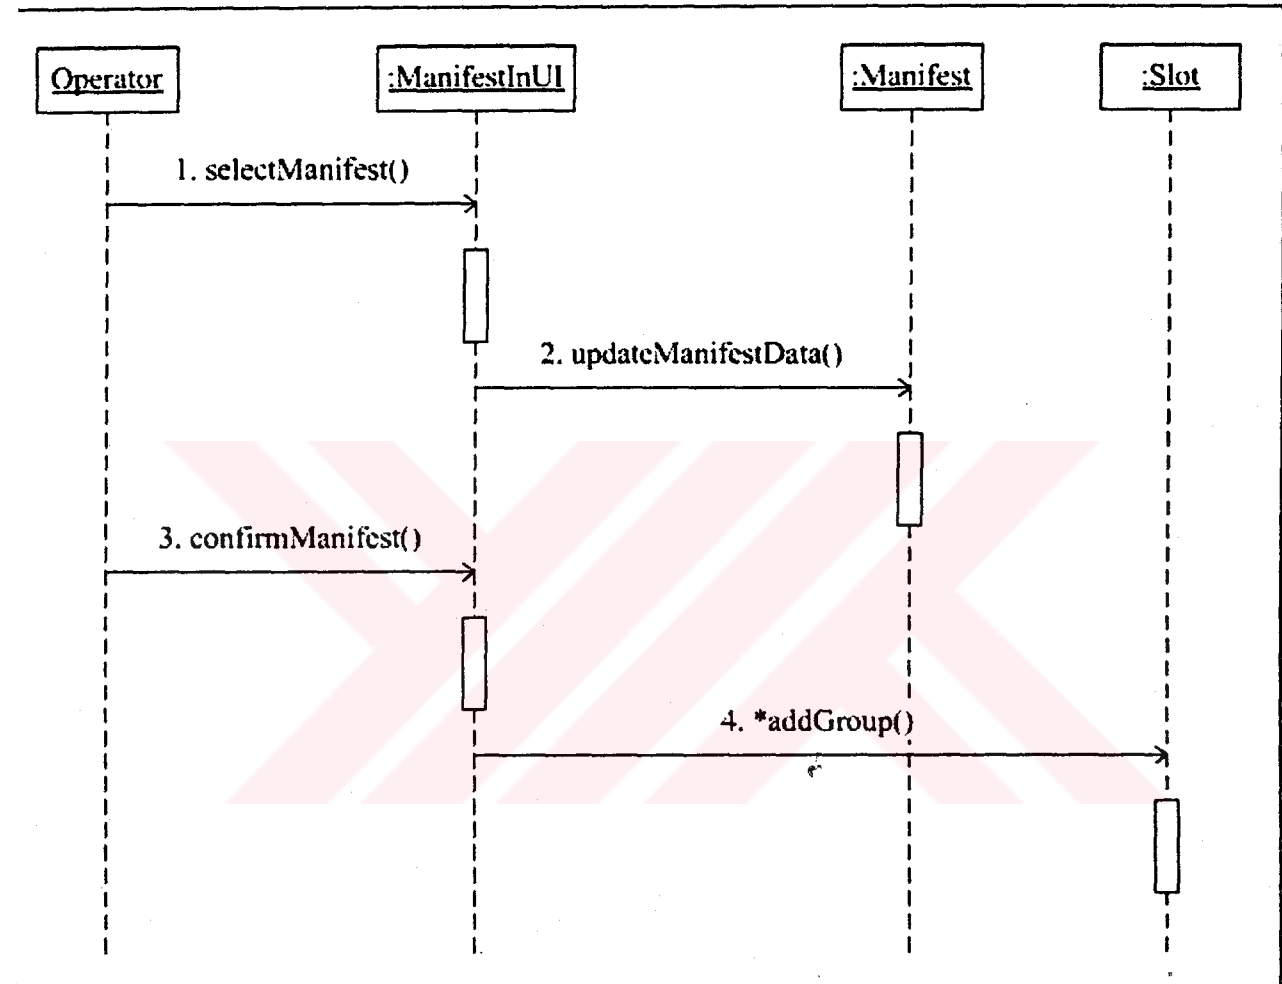 Operator
:ManifestInUI
:Manifest
:Slot
1. selectManifest()
2. updateManifestData()
3. confirmManifest()
4. *addGroup()